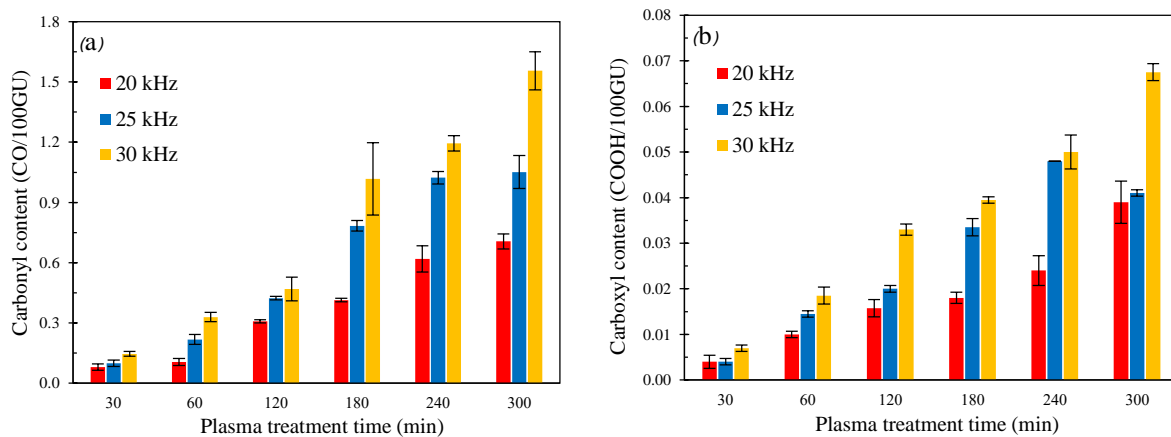 (a)
20 kHz
25 kHz
30 kHz
Carbonyl content (CO/100GU)
1.8
1.5
1.2
0.9
0.6
0.3
0.0
30 60 120 180 240 300
Plasma treatment time (min)
(b)
20 kHz
25 kHz
30 kHz
Carboxyl content (COOH/100GU)
0.08
0.07
0.06
0.05
0.04
0.03
0.02
0.01
0.00
30 60 120 180 240 300
Plasma treatment time (min)